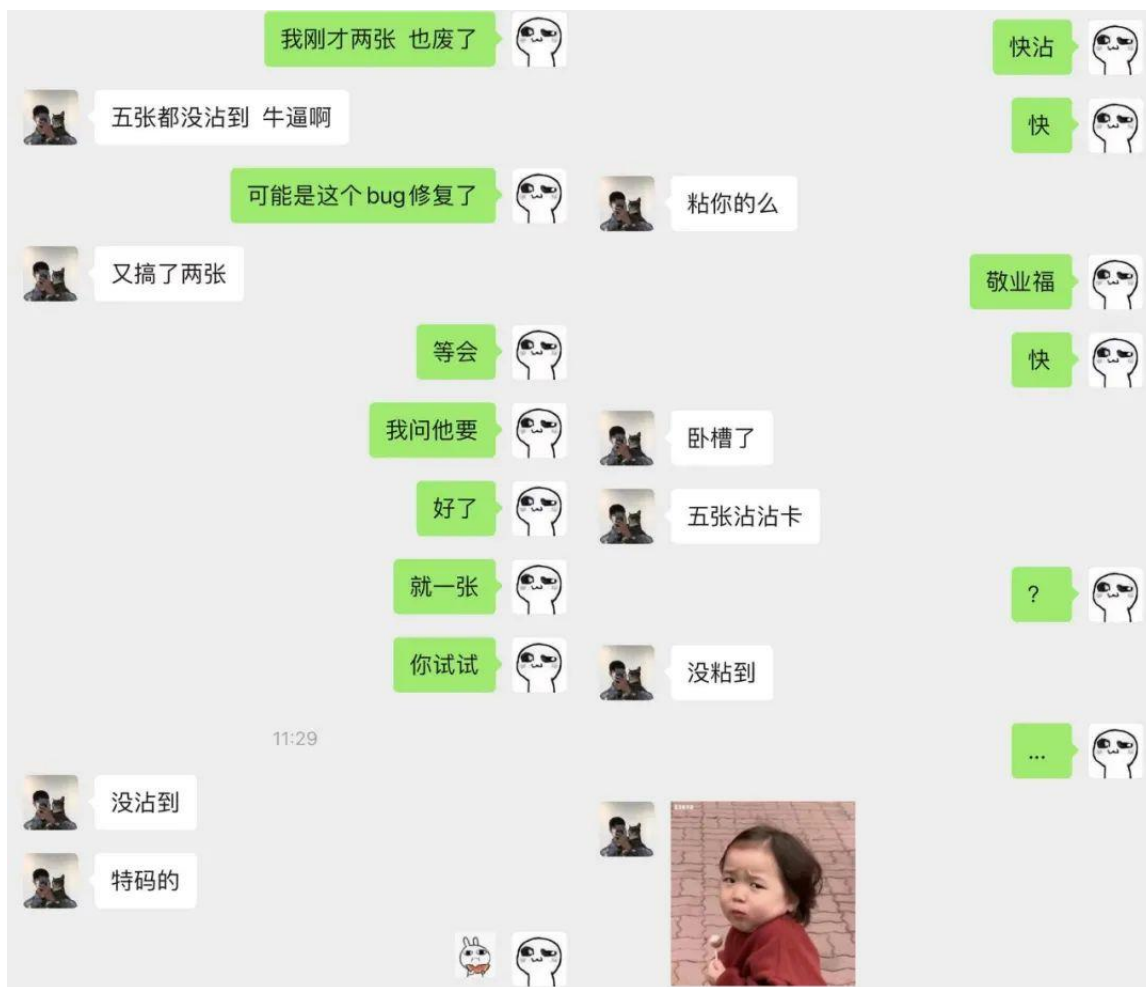 我刚才两张 也废了
五张都没沾到 牛逼啊
可能是这个bug修复了
又搞了两张
等会
我问他要
好了
就一张
你试试
11:29
没沾到
特码的
快沾
快
粘你的么
敬业福
快
卧槽了
五张沾沾卡
?
没粘到
...